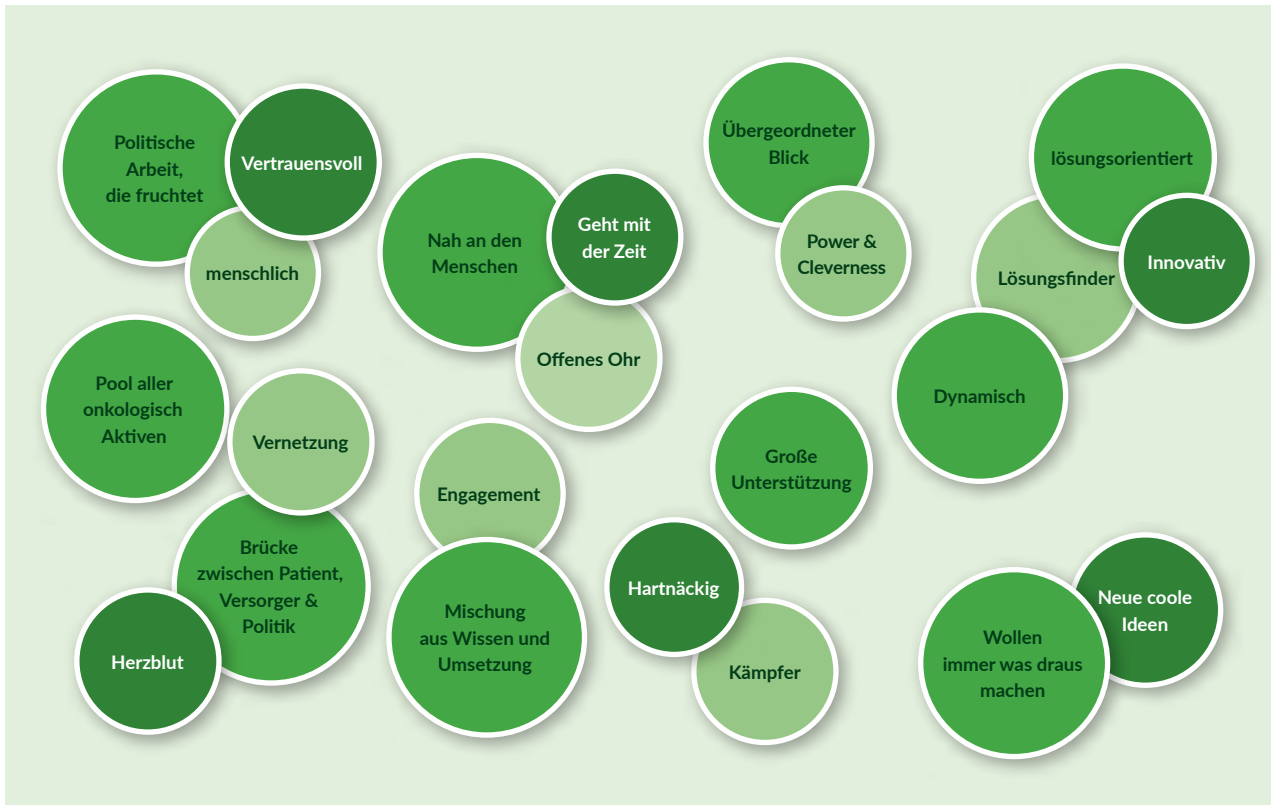 Politische
Arbeit,
die fruchtet
Vertrauensvoll
menschlich
Nah an den
Menschen
Geht mit
der Zeit
Offenes Ohr
Übergeordneter
Blick
Power &
Cleverness
lösungsorientiert
Lösungsfinder
Innovativ
Dynamisch
Pool aller
onkologisch
Aktiven
Vernetzung
Brücke
zwischen Patient,
Versorger &
Politik
Herzblut
Engagement
Mischung
aus Wissen und
Umsetzung
Große
Unterstützung
Hartnäckig
Kämpfer
Neue coole
Ideen
Wollen
immer was draus
machen